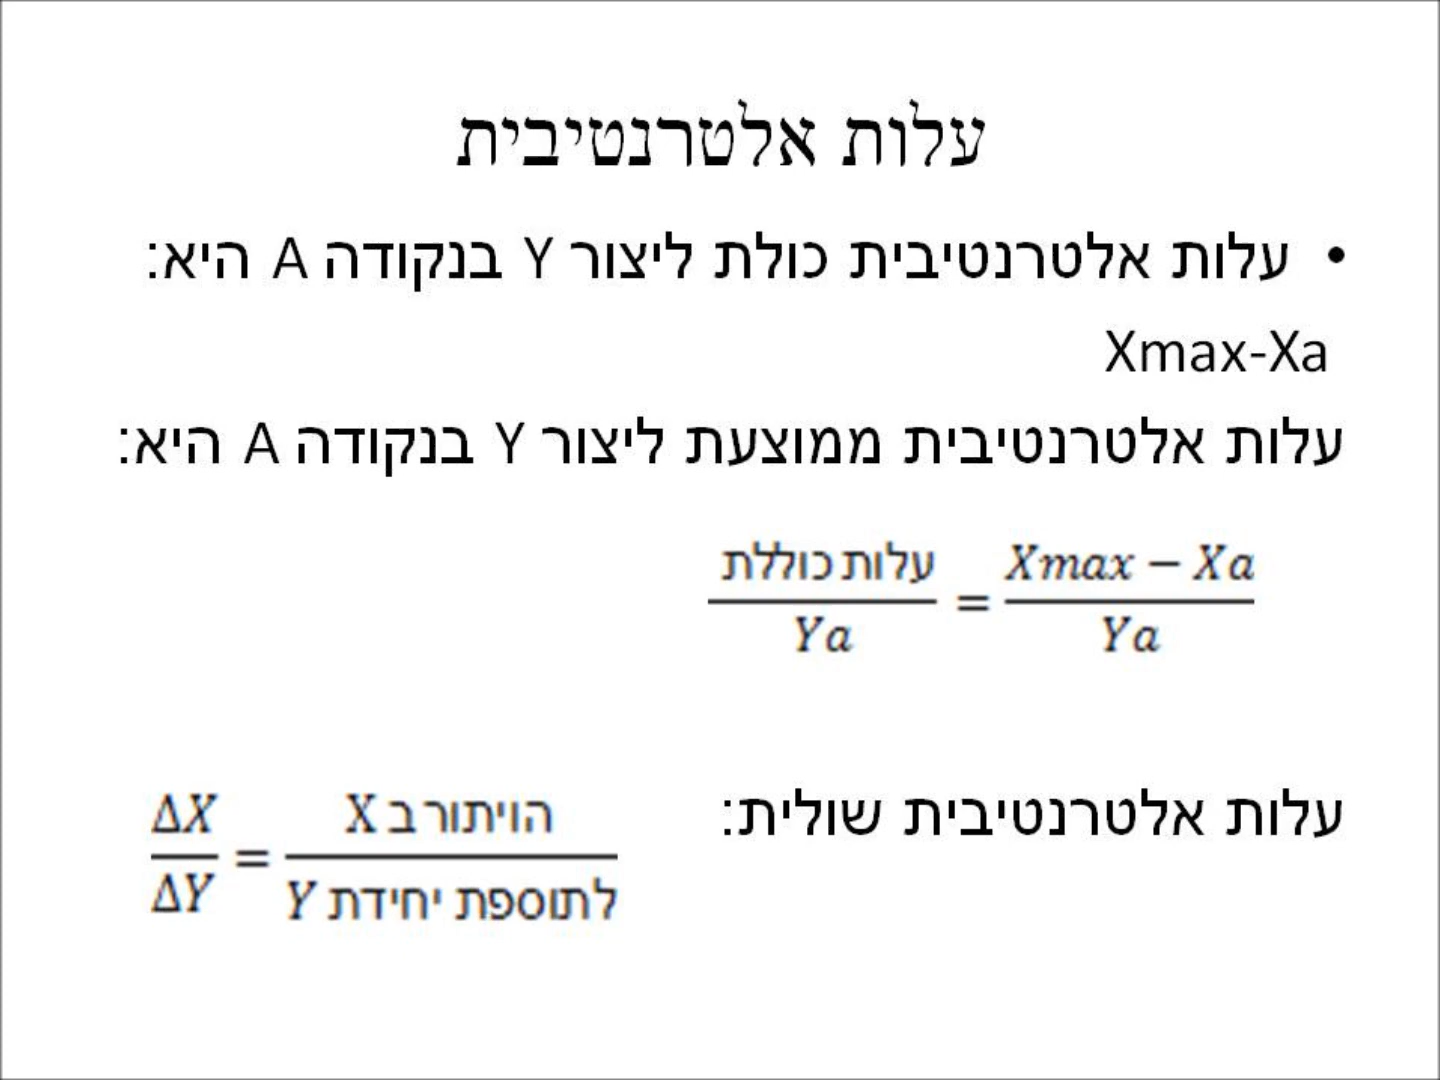 עלות אלטרנטיבית
• עלות אלטרנטיבית כולת ליצור Y בנקודה A היא:
Xmax-Xa
עלות אלטרנטיבית ממוצעת ליצור Y בנקודה A היא:
עלות כוללת / Ya = Xmax − Xa / Ya
עלות אלטרנטיבית שולית:
ΔX / ΔY = הויתור ב X / לתוספת יחידת Y